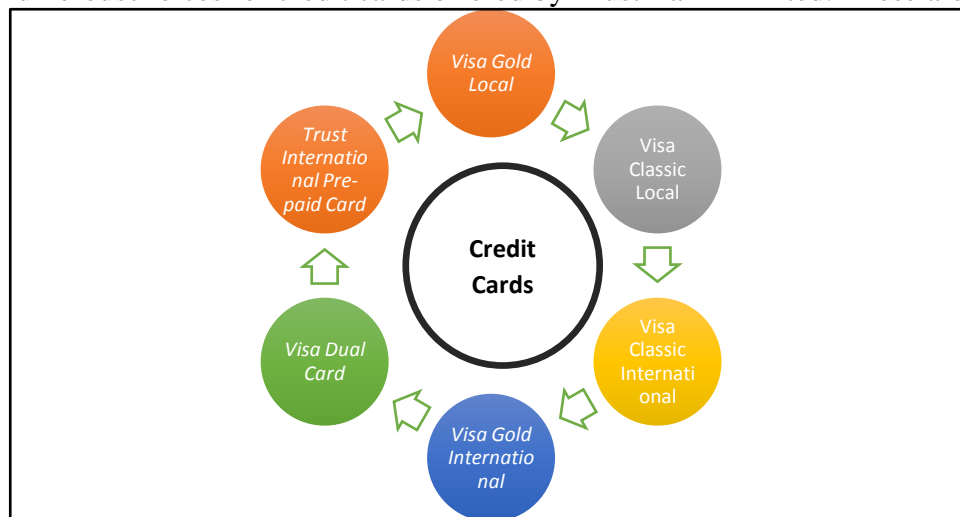 Visa Gold
Local
Visa
Classic
Local
Visa
Classic
Internati
onal
Visa Gold
Internatio
nal
Visa Dual
Card
Trust
Internatio
nal Pre-
paid Card
Credit
Cards